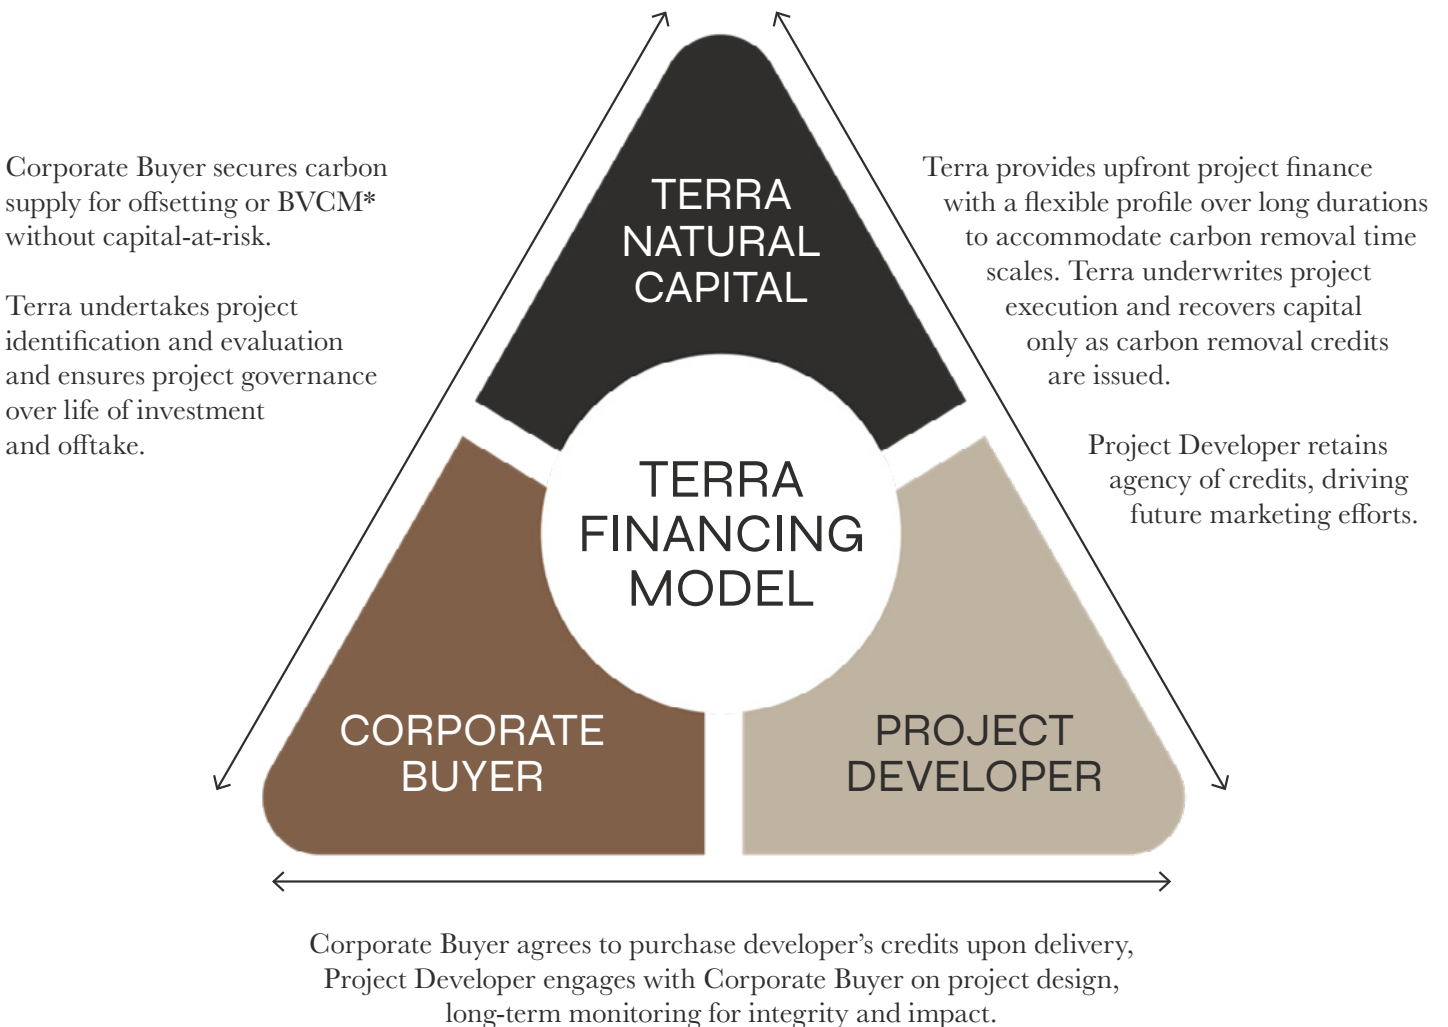 Corporate Buyer secures carbon
supply for offsetting or BVCM*
without capital-at-risk.
Terra undertakes project
identification and evaluation
and ensures project governance
over life of investment
and offtake.
TERRA
NATURAL
CAPITAL
Terra provides upfront project finance
with a flexible profile over long durations
to accommodate carbon removal time
scales. Terra underwrites project
execution and recovers capital
only as carbon removal credits
are issued.
Project Developer retains
agency of credits, driving
future marketing efforts.
TERRA
FINANCING
MODEL
CORPORATE
BUYER
PROJECT
DEVELOPER
Corporate Buyer agrees to purchase developer’s credits upon delivery,
Project Developer engages with Corporate Buyer on project design,
long-term monitoring for integrity and impact.